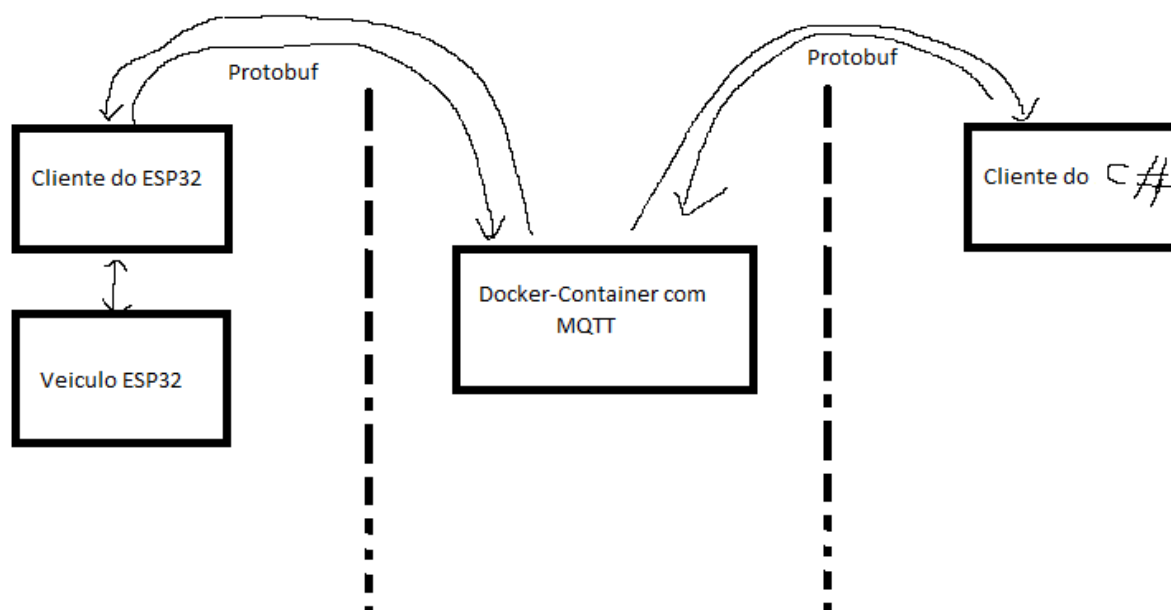 Protobuf
Protobuf
Cliente do ESP32
Cliente do C#
Docker-Container com
MQTT
Veiculo ESP32